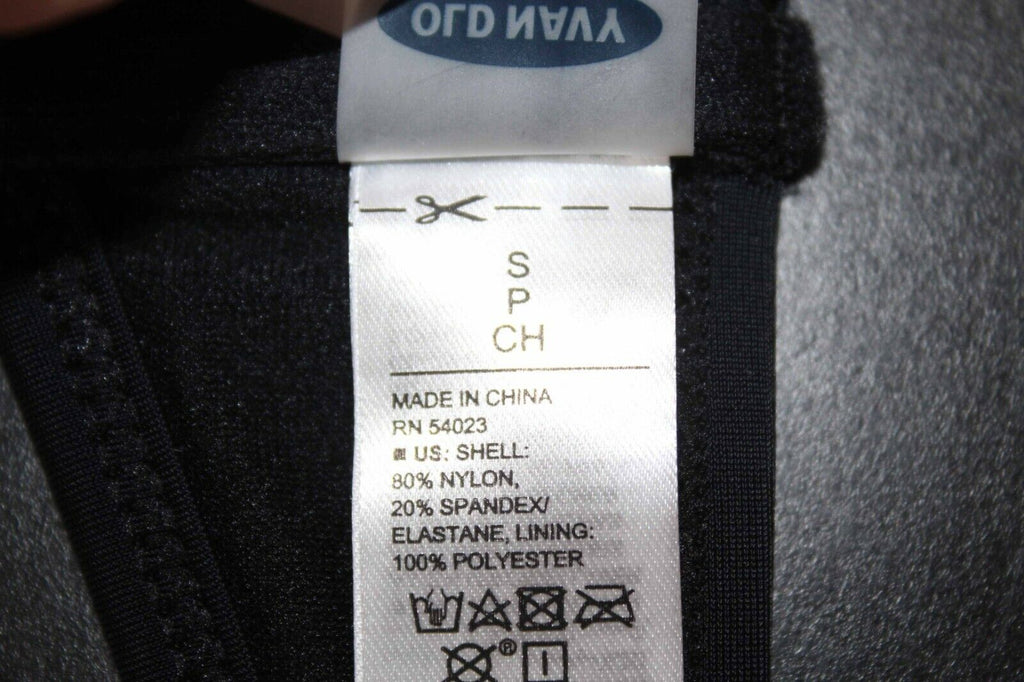 OLD NAVY
S
P
CH
MADE IN CHINA
RN 54023
US: SHELL:
80% NYLON,
20% SPANDEX/
ELASTANE, LINING:
100% POLYESTER
®